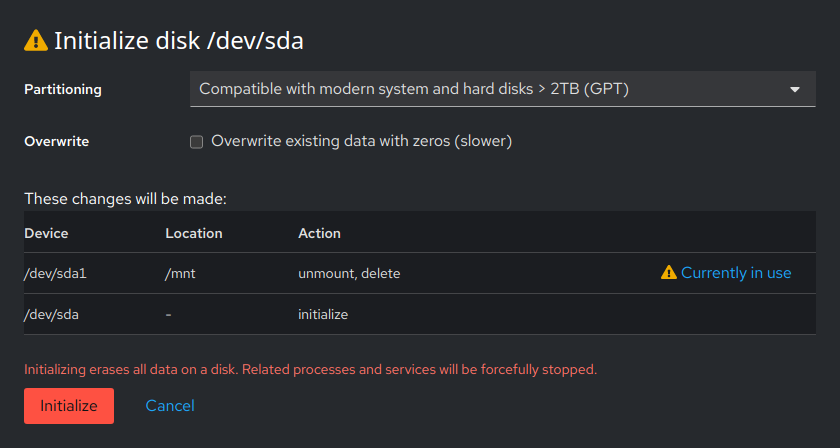 Initialize disk /dev/sda
Partitioning Compatible with modern system and hard disks > 2TB (GPT)
Overwrite Overwrite existing data with zeros (slower)
These changes will be made:
Device Location Action
/dev/sda1 /mnt unmount, delete Currently in use
/dev/sda - initialize
Initializing erases all data on a disk. Related processes and services will be forcefully stopped.
Initialize Cancel